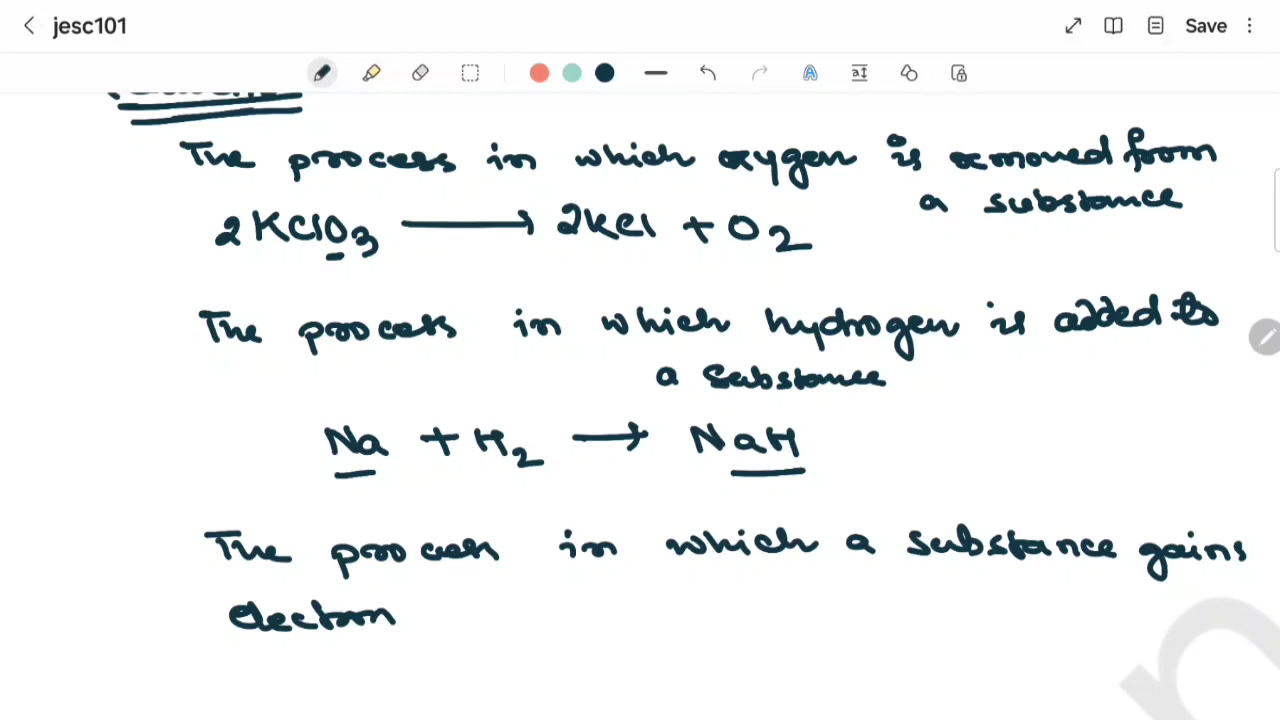 jesc101
Save
The process in which oxygen is removed from
a substance
2KClO3 → 2KCl + O2
The process in which hydrogen is added to
a substance
Na + H2 → NaH
The process in which a substance gains
electron